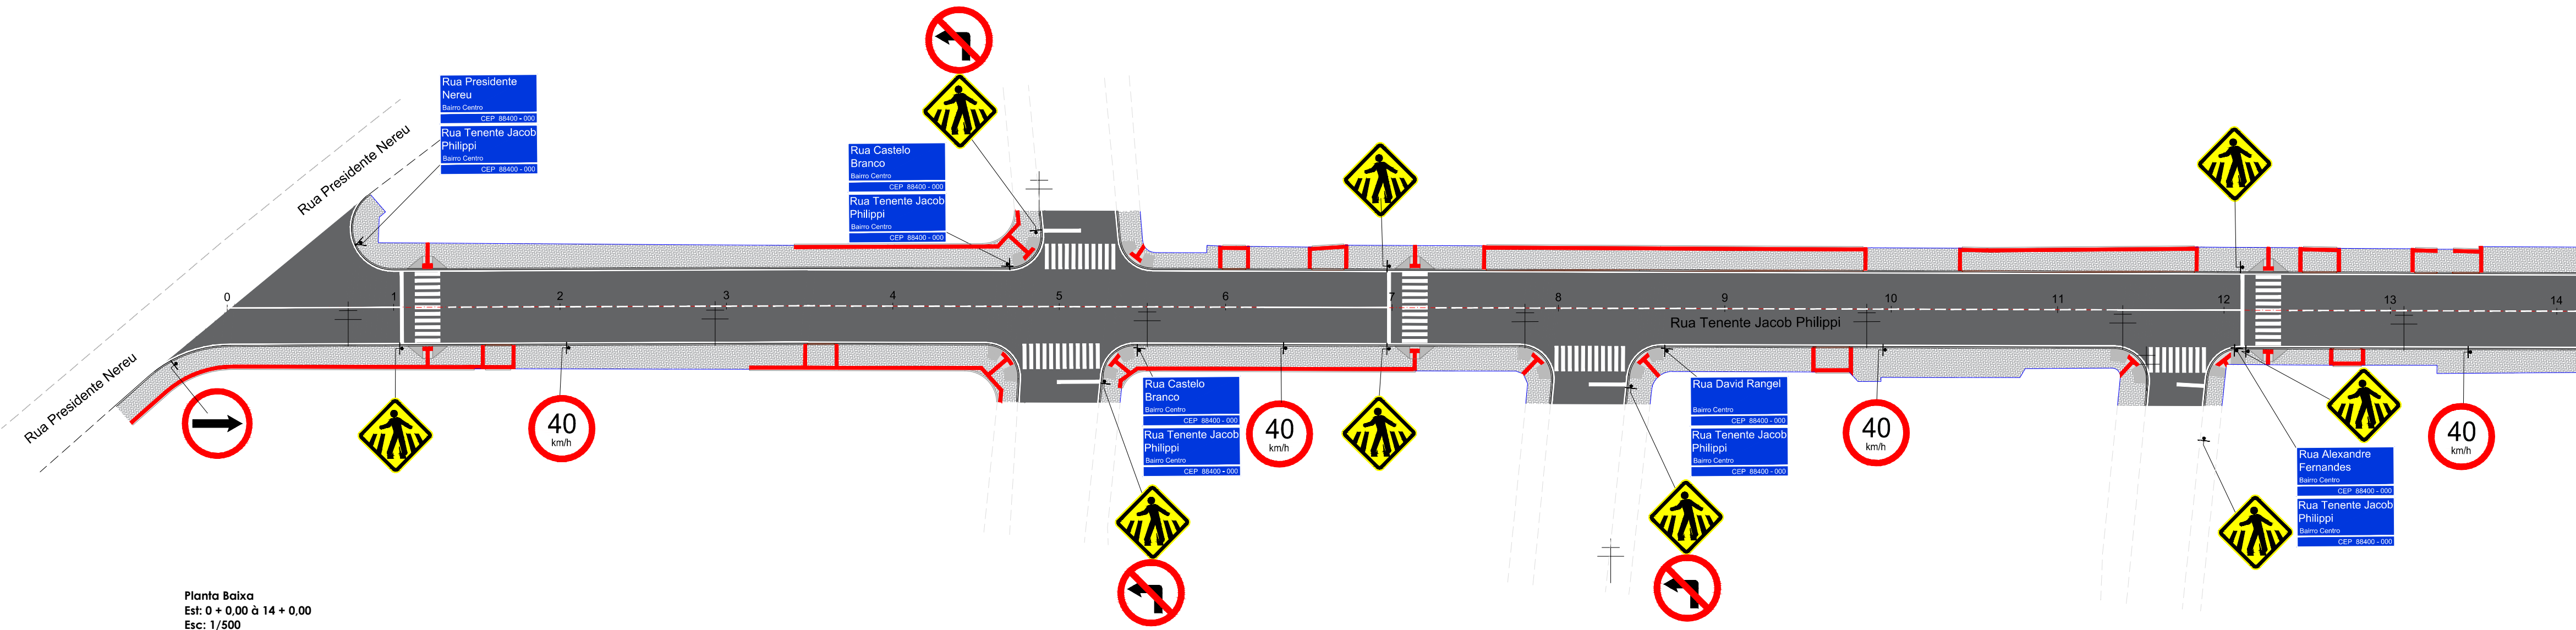 Rua Presidente
Nereu
Bairro Centro
CEP 88400 - 000
Rua Tenente Jacob
Philippi
Bairro Centro
CEP 88400 - 000
Rua Presidente Nereu
Rua Castelo
Branco
Bairro Centro
CEP 88400 - 000
Rua Tenente Jacob
Philippi
Bairro Centro
CEP 88400 - 000
0
1
2
3
4
5
6
7
8
9
10
11
12
13
14
Rua Tenente Jacob Philippi
Rua Presidente Nereu
40
km/h
Rua Castelo
Branco
Bairro Centro
CEP 88400 - 000
Rua Tenente Jacob
Philippi
Bairro Centro
CEP 88400 - 000
40
km/h
Rua David Rangel
Bairro Centro
CEP 88400 - 000
Rua Tenente Jacob
Philippi
Bairro Centro
CEP 88400 - 000
40
km/h
Rua Alexandre
Fernandes
Bairro Centro
CEP 88400 - 000
Rua Tenente Jacob
Philippi
Bairro Centro
CEP 88400 - 000
40
km/h
Planta Baixa
Est: 0 + 0,00 à 14 + 0,00
Esc: 1/500